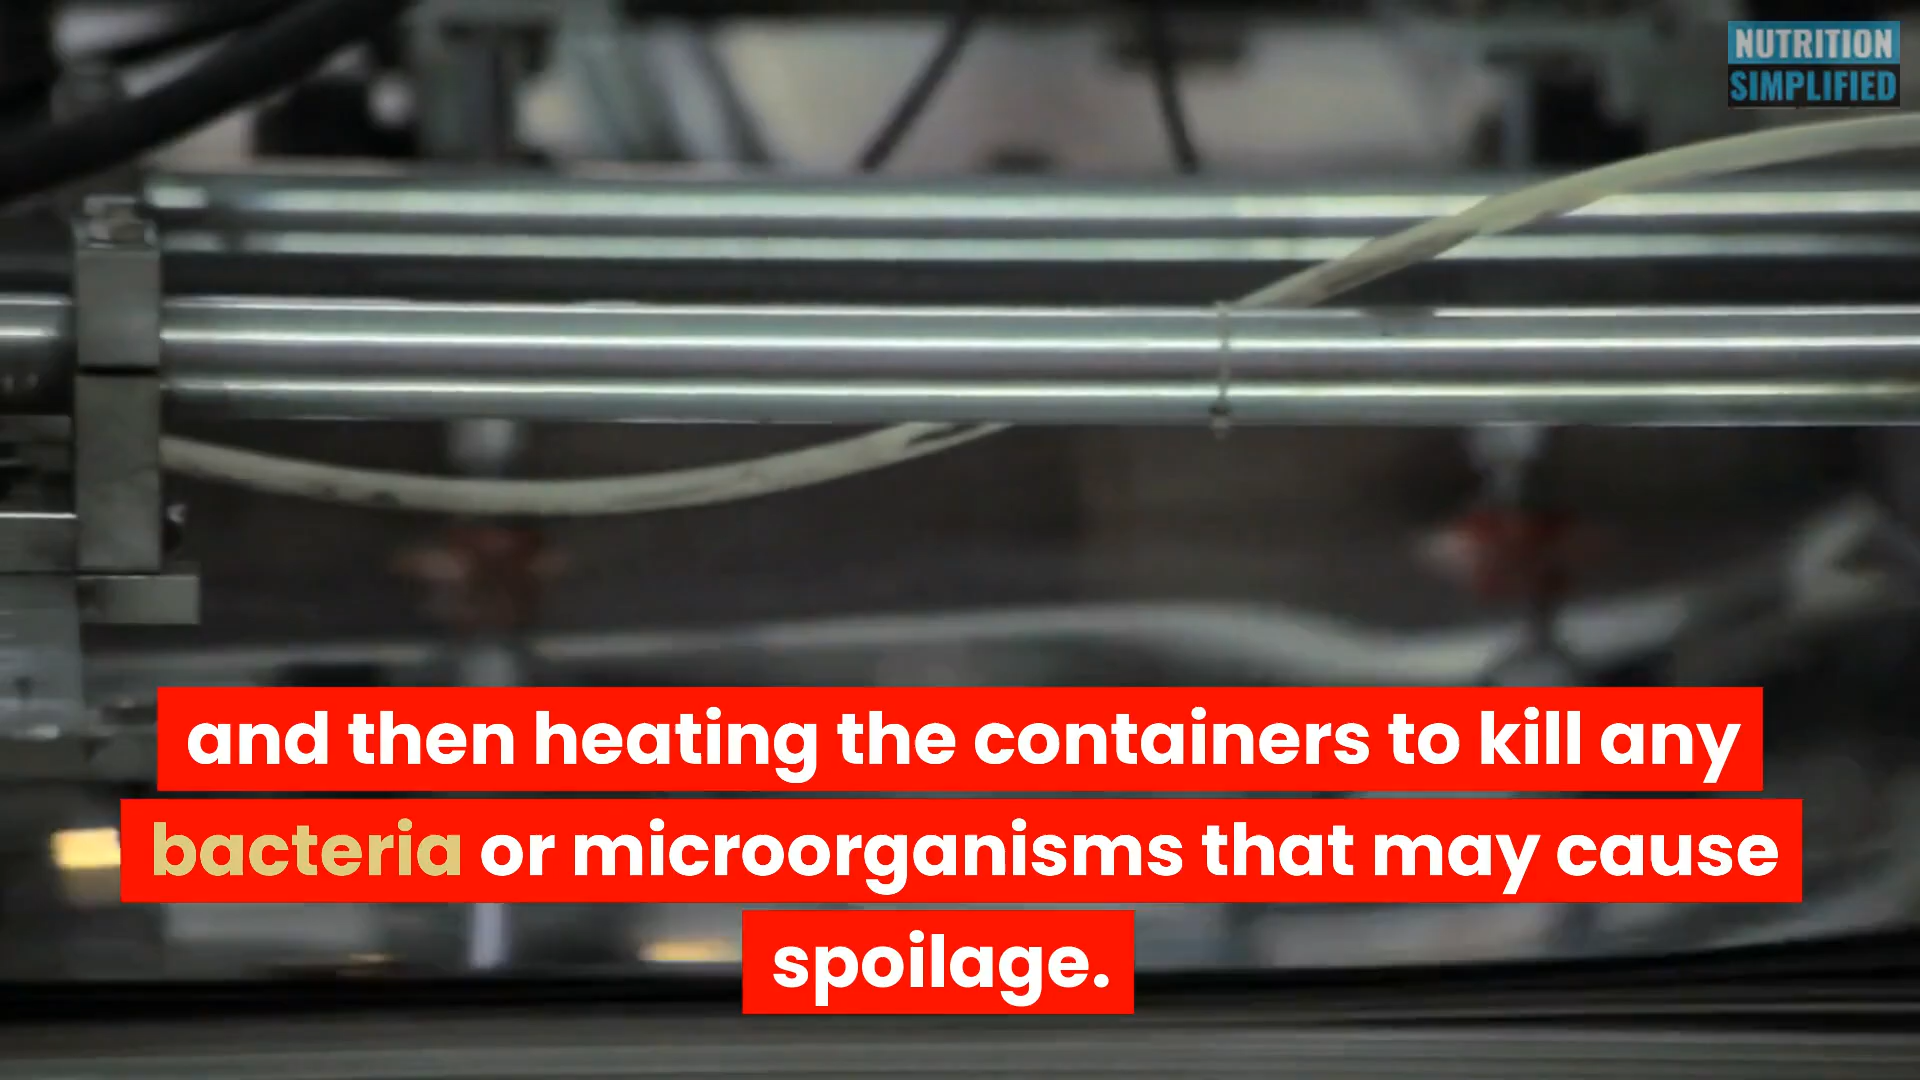 NUTRITION
SIMPLIFIED
and then heating the containers to kill any
bacteria or microorganisms that may cause
spoilage.